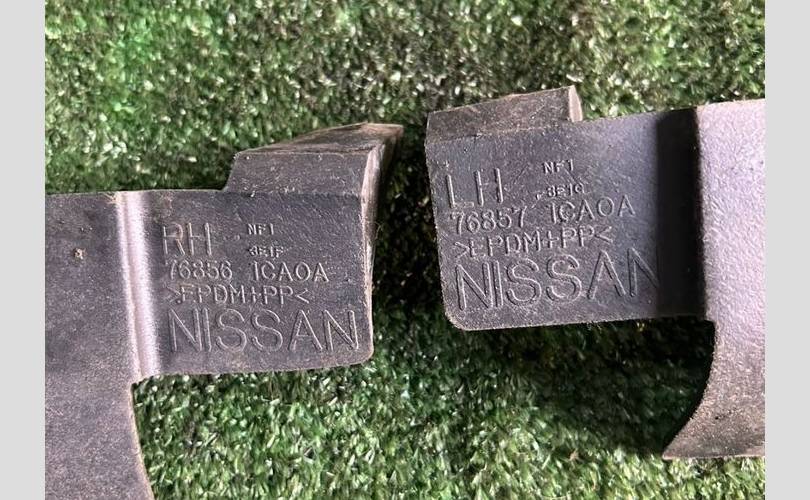 RH NF1
76856 1CA0A
>EPDM+PP<
NISSAN
LH NF1
76857 1CA0A
>EPDM+PP<
NISSAN